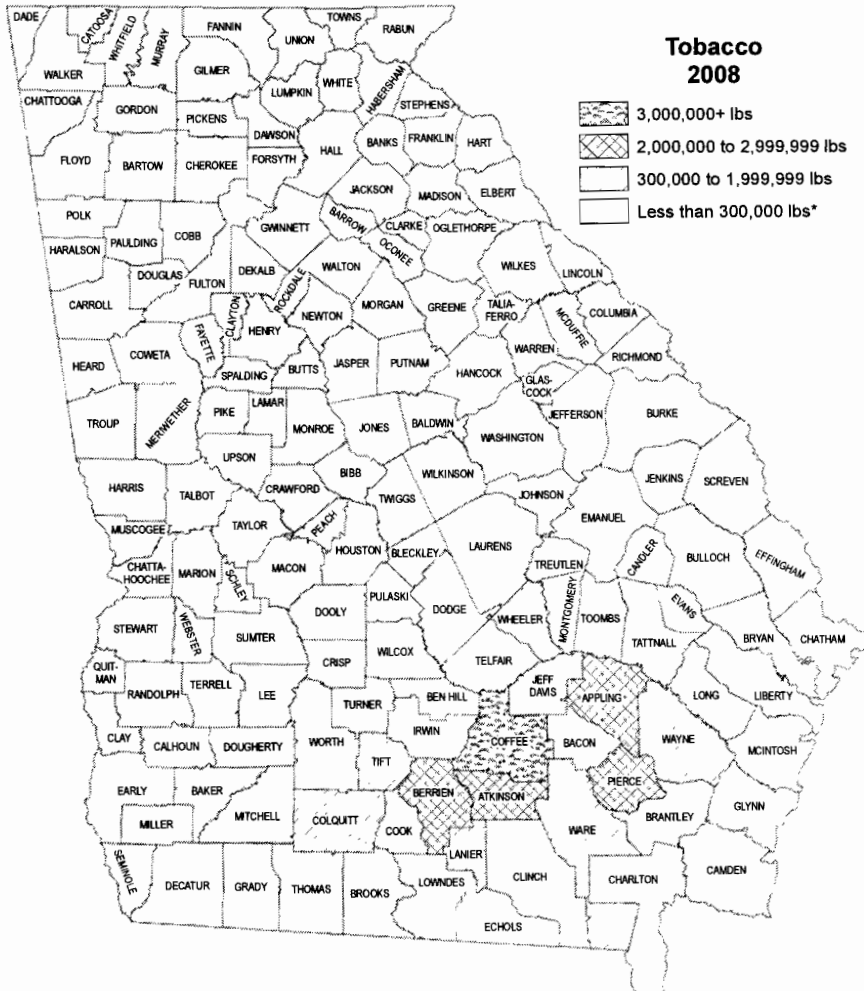 Tobacco
2008
3,000,000+ lbs
2,000,000 to 2,999,999 lbs
300,000 to 1,999,999 lbs
Less than 300,000 lbs*
DADE
CATOOSA
WHITFIELD
MURRAY
FANNIN
UNION
TOWNS
RABUN
WALKER
GILMER
LUMPKIN
WHITE
HABERSHAM
STEPHENS
CHATTOOGA
GORDON
PICKENS
DAWSON
HALL
BANKS
FRANKLIN
HART
FLOYD
BARTOW
CHEROKEE
FORSYTH
JACKSON
MADISON
ELBERT
POLK
PAULDING
COBB
GWINNETT
BARROW
CLARKE
OCONEE
OGLETHORPE
HARALSON
DOUGLAS
FULTON
DEKALB
ROCKDALE
WALTON
WILKES
LINCOLN
CARROLL
CLAYTON
HENRY
NEWTON
MORGAN
GREENE
TALIA-
FERRO
MCDUFFIE
COLUMBIA
HEARD
COWETA
FAYETTE
SPALDING
BUTTS
JASPER
PUTNAM
HANCOCK
WARREN
GLAS-
COCK
RICHMOND
TROUP
MERIWETHER
PIKE
LAMAR
MONROE
JONES
BALDWIN
WASHINGTON
JEFFERSON
BURKE
UPSON
HARRIS
TALBOT
CRAWFORD
BIBB
TWIGGS
WILKINSON
JOHNSON
JENKINS
SCREVEN
MUSCOGEE
TAYLOR
PEACH
HOUSTON
BLECKLEY
LAURENS
EMANUEL
CHATTA-
HOOCHEE
MARION
SCHLEY
MACON
TREUTLEN
CANDLER
BULLOCH
EFFINGHAM
PULASKI
DODGE
WHEELER
MONTGOMERY
TOOMBS
EVANS
STEWART
WEBSTER
SUMTER
DOOLY
TATTNALL
BRYAN
CHATHAM
CRISP
WILCOX
TELFAIR
QUIT-
MAN
RANDOLPH
TERRELL
LEE
TURNER
BEN HILL
JEFF
DAVIS
APPLING
LONG
LIBERTY
CLAY
CALHOUN
DOUGHERTY
WORTH
IRWIN
COFFEE
BACON
WAYNE
MCINTOSH
TIFT
EARLY
BAKER
MILLER
MITCHELL
COLQUITT
BERRIEN
COOK
ATKINSON
PIERCE
BRANTLEY
GLYNN
WARE
LANIER
SEMINOLE
DECATUR
GRADY
THOMAS
BROOKS
LOWNDES
CLINCH
CHARLTON
CAMDEN
ECHOLS